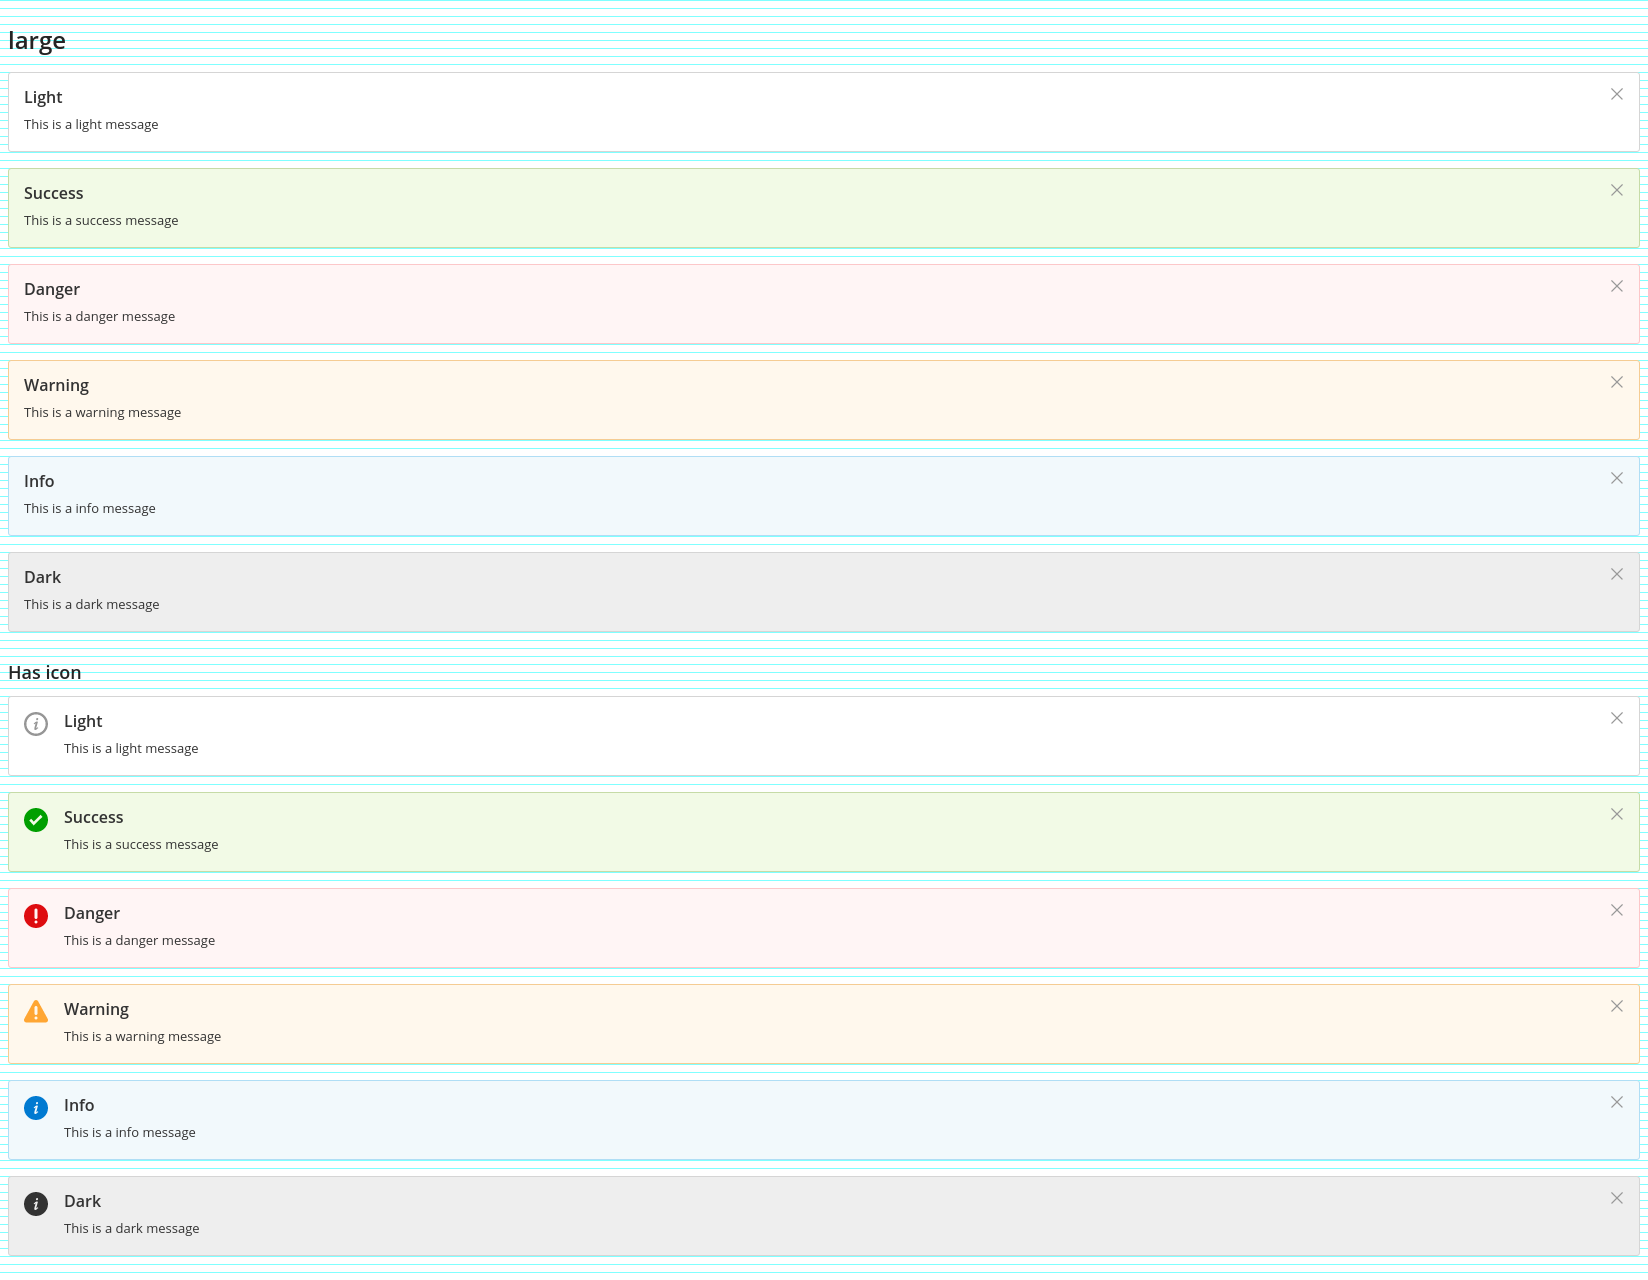 large
Light
This is a light message
Success
This is a success message
Danger
This is a danger message
Warning
This is a warning message
Info
This is a info message
Dark
This is a dark message
Has icon
Light
This is a light message
Success
This is a success message
Danger
This is a danger message
Warning
This is a warning message
Info
This is a info message
Dark
This is a dark message